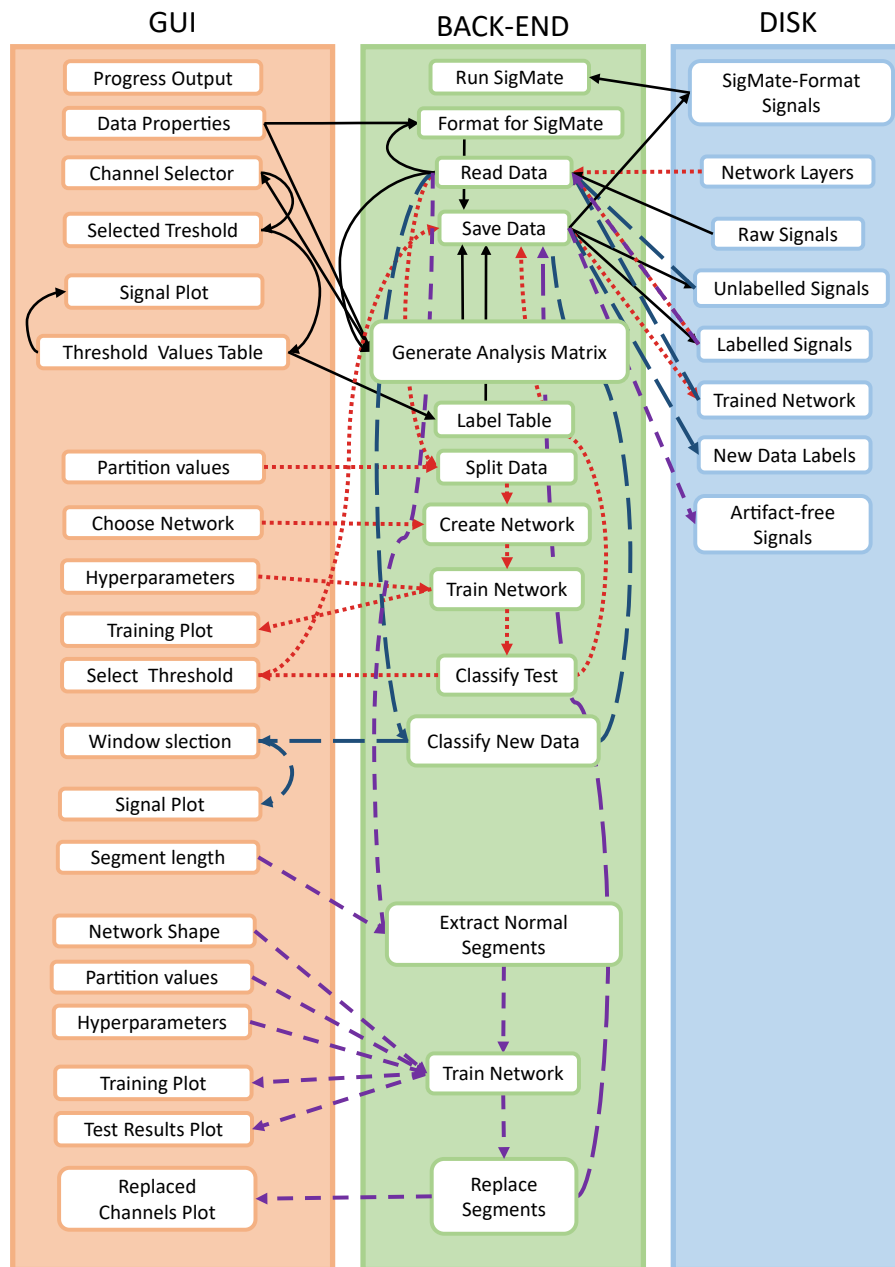 GUI
Progress Output
Data Properties
Channel Selector
Selected Treshold
Signal Plot
Threshold Values Table
Partition values
Choose Network
Hyperparameters
Training Plot
Select Threshold
Window slection
Signal Plot
Segment length
Network Shape
Partition values
Hyperparameters
Training Plot
Test Results Plot
Replaced
Channels Plot
BACK-END
Run SigMate
Format for SigMate
Read Data
Save Data
Generate Analysis Matrix
Label Table
Split Data
Create Network
Train Network
Classify Test
Classify New Data
Extract Normal
Segments
Train Network
Replace
Segments
DISK
SigMate-Format
Signals
Network Layers
Raw Signals
Unlabelled Signals
Labelled Signals
Trained Network
New Data Labels
Artifact-free
Signals